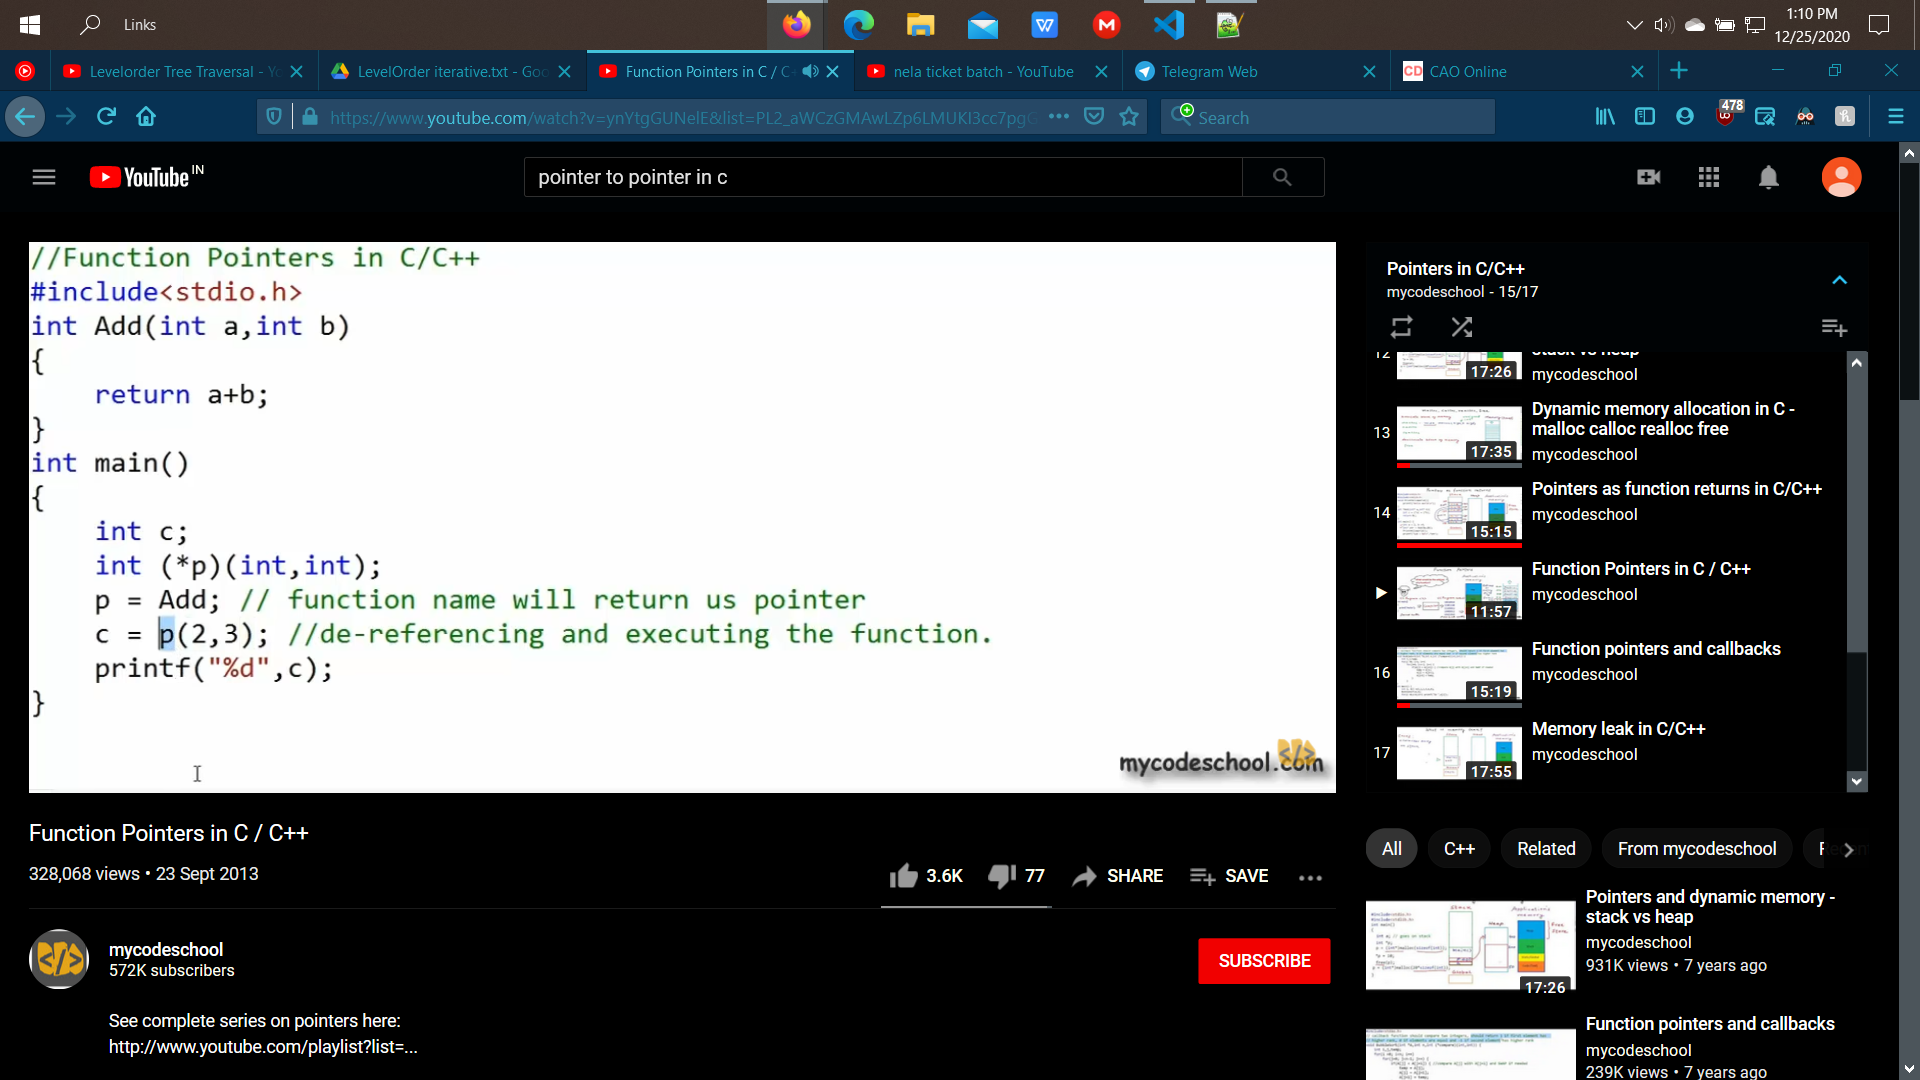 Links
1:10 PM
12/25/2020
Levelorder Tree Traversal - Yo
LevelOrder iterative.txt - Goo
Function Pointers in C / C
nela ticket batch - YouTube
Telegram Web
CD CAO Online
https://www.youtube.com/watch?v=ynYtgGUNelE&list=PL2_aWCzGMAwLZp6LMUKI3cc7pgG
Search
478
YouTube IN
pointer to pointer in c
//Function Pointers in C/C++
#include<stdio.h>
int Add(int a,int b)
{
return a+b;
}
int main()
{
int c;
int (*p)(int,int);
p = Add; // function name will return us pointer
c = p(2,3); //de-referencing and executing the function.
printf("%d",c);
}
mycodeschool.com
Function Pointers in C / C++
328,068 views • 23 Sept 2013
3.6K
77
SHARE
SAVE
mycodeschool
572K subscribers
SUBSCRIBE
See complete series on pointers here:
http://www.youtube.com/playlist?list=...
Pointers in C/C++
mycodeschool - 15/17
12
17:26
stack vs heap
mycodeschool
13
17:35
Dynamic memory allocation in C -
malloc calloc realloc free
mycodeschool
14
15:15
Pointers as function returns in C/C++
mycodeschool
11:57
Function Pointers in C / C++
mycodeschool
16
15:19
Function pointers and callbacks
mycodeschool
17
17:55
Memory leak in C/C++
mycodeschool
All
C++
Related
From mycodeschool
Pointers and dynamic memory -
stack vs heap
mycodeschool
931K views • 7 years ago
17:26
Function pointers and callbacks
mycodeschool
239K views • 7 years ago